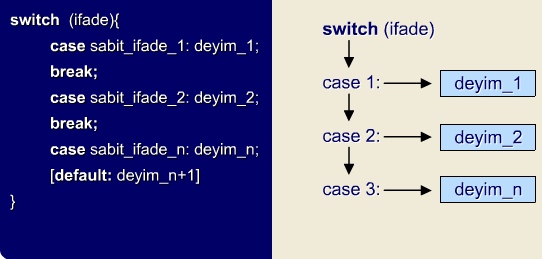 switch (ifade){
case sabit_ifade_1: deyim_1;
break;
case sabit_ifade_2: deyim_2;
break;
case sabit_ifade_n: deyim_n;
[default: deyim_n+1]
}
switch (ifade)
case 1: deyim_1
case 2: deyim_2
case 3: deyim_n